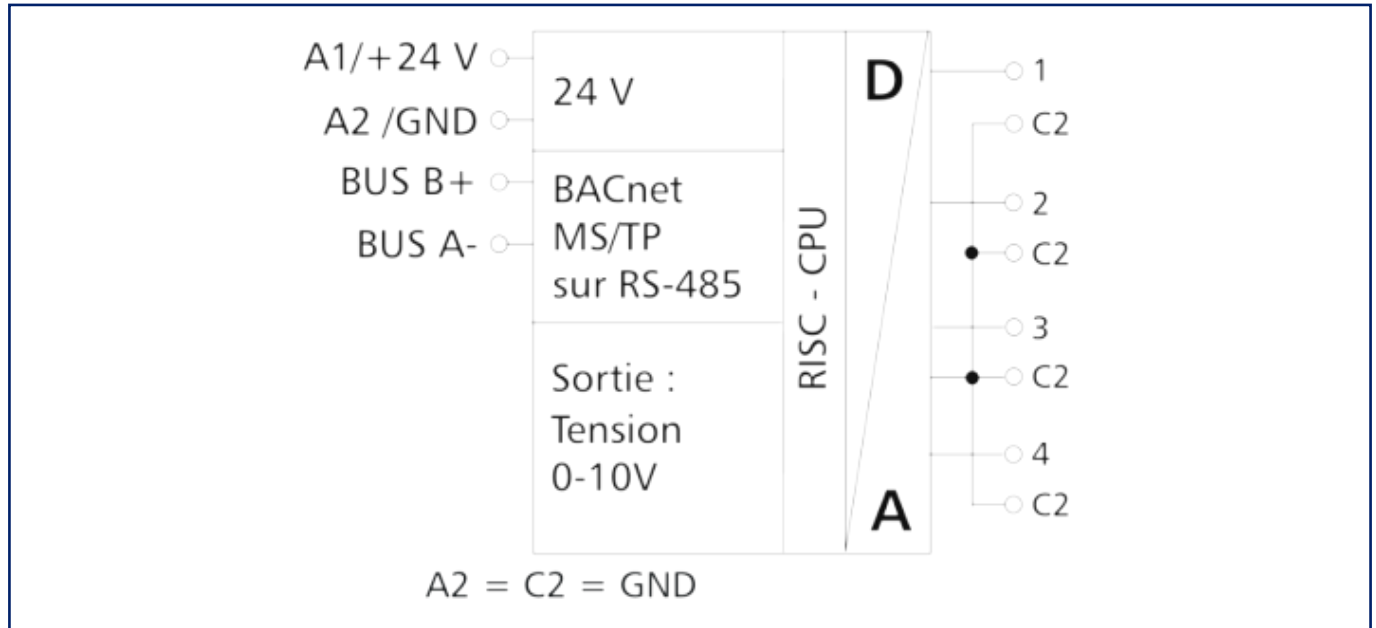 A1/+24 V
A2 /GND
BUS B+
BUS A-
24 V
BACnet
MS/TP
sur RS-485
Sortie :
Tension
0-10V
RISC - CPU
D
A
1
C2
2
C2
3
C2
4
C2
A2 = C2 = GND